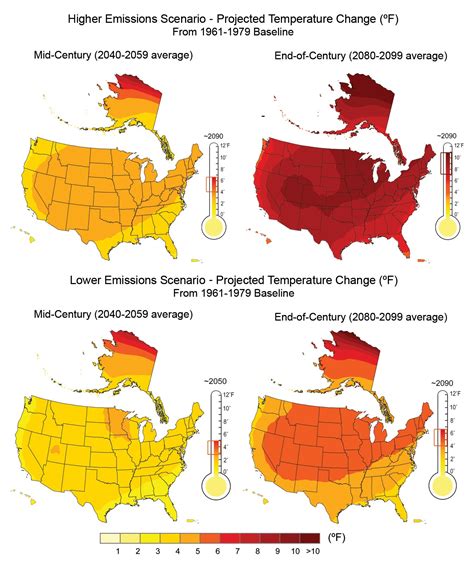 Higher Emissions Scenario - Projected Temperature Change (ºF)
From 1961-1979 Baseline
Mid-Century (2040-2059 average)
End-of-Century (2080-2099 average)
~2090
12°F
10°
8°
6°
4°
2°
0°
~2090
12°F
10°
8°
6°
4°
2°
0°
Lower Emissions Scenario - Projected Temperature Change (ºF)
From 1961-1979 Baseline
Mid-Century (2040-2059 average)
End-of-Century (2080-2099 average)
~2050
12°F
10°
8°
6°
4°
2°
0°
~2090
12°F
10°
8°
6°
4°
2°
0°
(ºF)
1 2 3 4 5 6 7 8 9 10 >10